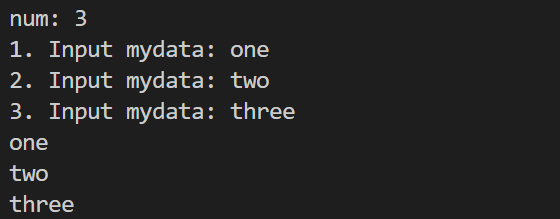 num: 3
1. Input mydata: one
2. Input mydata: two
3. Input mydata: three
one
two
three